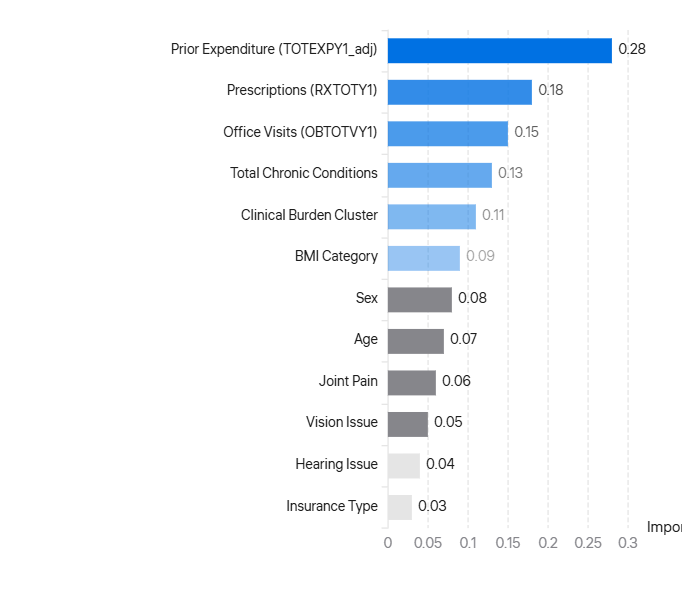 Prior Expenditure (TOTEXPY1_adj) 0.28
Prescriptions (RXTOTY1) 0.18
Office Visits (OBTOTVY1) 0.15
Total Chronic Conditions 0.13
Clinical Burden Cluster 0.11
BMI Category 0.09
Sex 0.08
Age 0.07
Joint Pain 0.06
Vision Issue 0.05
Hearing Issue 0.04
Insurance Type 0.03
Impor
0 0.05 0.1 0.15 0.2 0.25 0.3